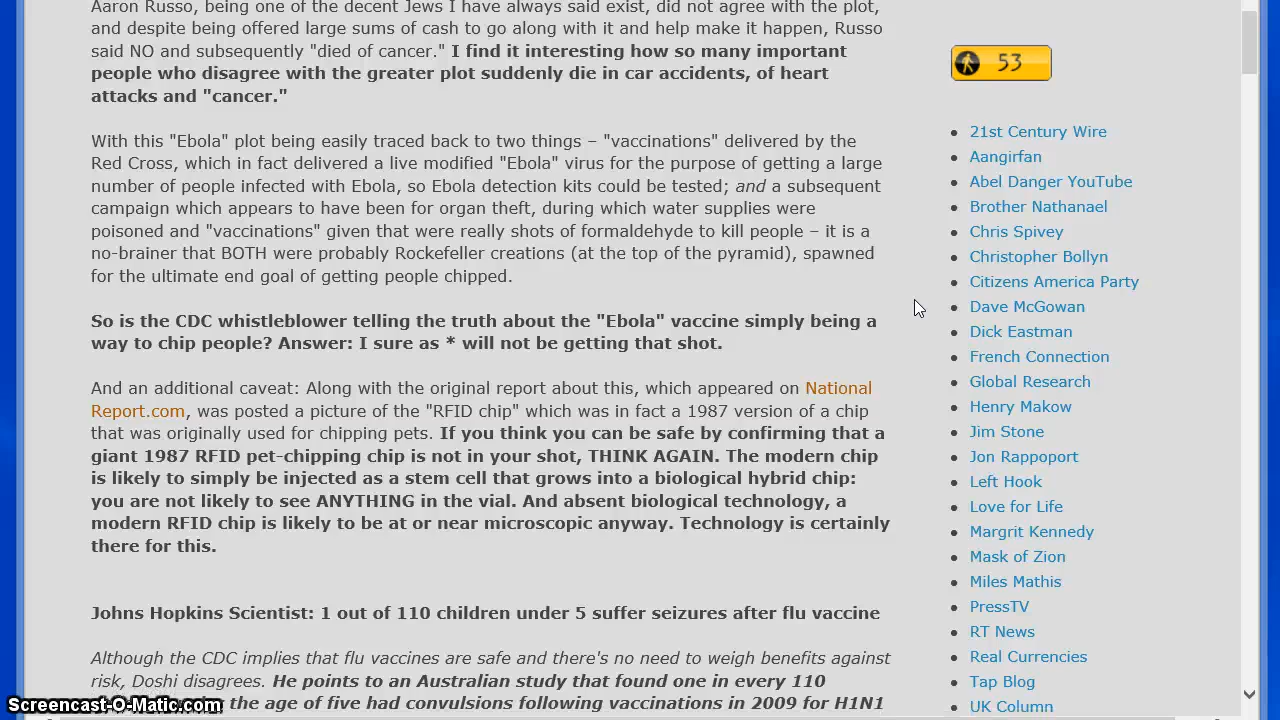 Aaron Russo, being one of the decent Jews I have always said exist, did not agree with the plot,
and despite being offered large sums of cash to go along with it and help make it happen, Russo
said NO and subsequently "died of cancer." I find it interesting how so many important
people who disagree with the greater plot suddenly die in car accidents, of heart
attacks and "cancer."
With this "Ebola" plot being easily traced back to two things – "vaccinations" delivered by the
Red Cross, which in fact delivered a live modified "Ebola" virus for the purpose of getting a large
number of people infected with Ebola, so Ebola detection kits could be tested; and a subsequent
campaign which appears to have been for organ theft, during which water supplies were
poisoned and "vaccinations" given that were really shots of formaldehyde to kill people – it is a
no-brainer that BOTH were probably Rockefeller creations (at the top of the pyramid), spawned
for the ultimate end goal of getting people chipped.
So is the CDC whistleblower telling the truth about the "Ebola" vaccine simply being a
way to chip people? Answer: I sure as * will not be getting that shot.
And an additional caveat: Along with the original report about this, which appeared on National
Report.com, was posted a picture of the "RFID chip" which was in fact a 1987 version of a chip
that was originally used for chipping pets. If you think you can be safe by confirming that a
giant 1987 RFID pet-chipping chip is not in your shot, THINK AGAIN. The modern chip
is likely to simply be injected as a stem cell that grows into a biological hybrid chip:
you are not likely to see ANYTHING in the vial. And absent biological technology, a
modern RFID chip is likely to be at or near microscopic anyway. Technology is certainly
there for this.
Johns Hopkins Scientist: 1 out of 110 children under 5 suffer seizures after flu vaccine
Although the CDC implies that flu vaccines are safe and there's no need to weigh benefits against
risk, Doshi disagrees. He points to an Australian study that found one in every 110
the age of five had convulsions following vaccinations in 2009 for H1N1
53
21st Century Wire
Aangirfan
Abel Danger YouTube
Brother Nathanael
Chris Spivey
Christopher Bollyn
Citizens America Party
Dave McGowan
Dick Eastman
French Connection
Global Research
Henry Makow
Jim Stone
Jon Rappoport
Left Hook
Love for Life
Margrit Kennedy
Mask of Zion
Miles Mathis
PressTV
RT News
Real Currencies
Tap Blog
UK Column
Screencast-O-Matic.com